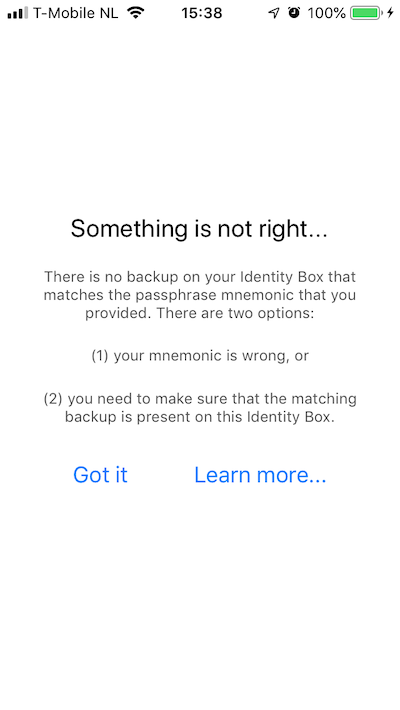 T-Mobile NL 15:38 100%
Something is not right...
There is no backup on your Identity Box that
matches the passphrase mnemonic that you
provided. There are two options:
(1) your mnemonic is wrong, or
(2) you need to make sure that the matching
backup is present on this Identity Box.
Got it Learn more...